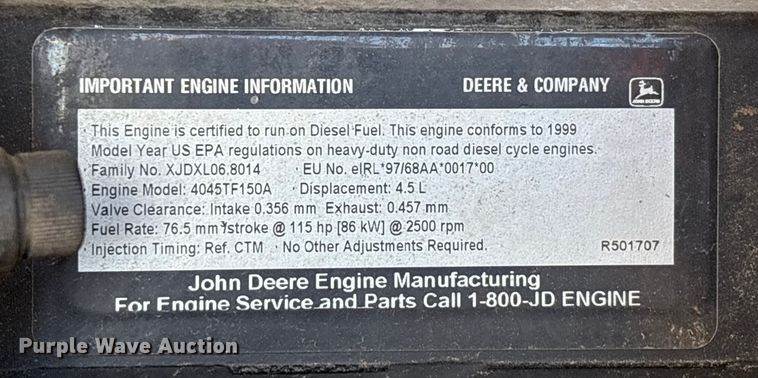 IMPORTANT ENGINE INFORMATION DEERE & COMPANY
JOHN DEERE
· This Engine is certified to run on Diesel Fuel. This engine conforms to 1999
Model Year US EPA regulations on heavy-duty non road diesel cycle engines.
· Family No. XJDXL06.8014 · EU No. eIRL*97/68AA*0017*00
· Engine Model: 4045TF150A · Displacement: 4.5 L
Valve Clearance: Intake 0.356 mm Exhaust: 0.457 mm
Fuel Rate: 76.5 mm³/stroke @ 115 hp [86 kW] @ 2500 rpm
· Injection Timing: Ref. CTM · No Other Adjustments Required. R501707
John Deere Engine Manufacturing
For Engine Service and Parts Call 1-800-JD ENGINE
Purple Wave Auction